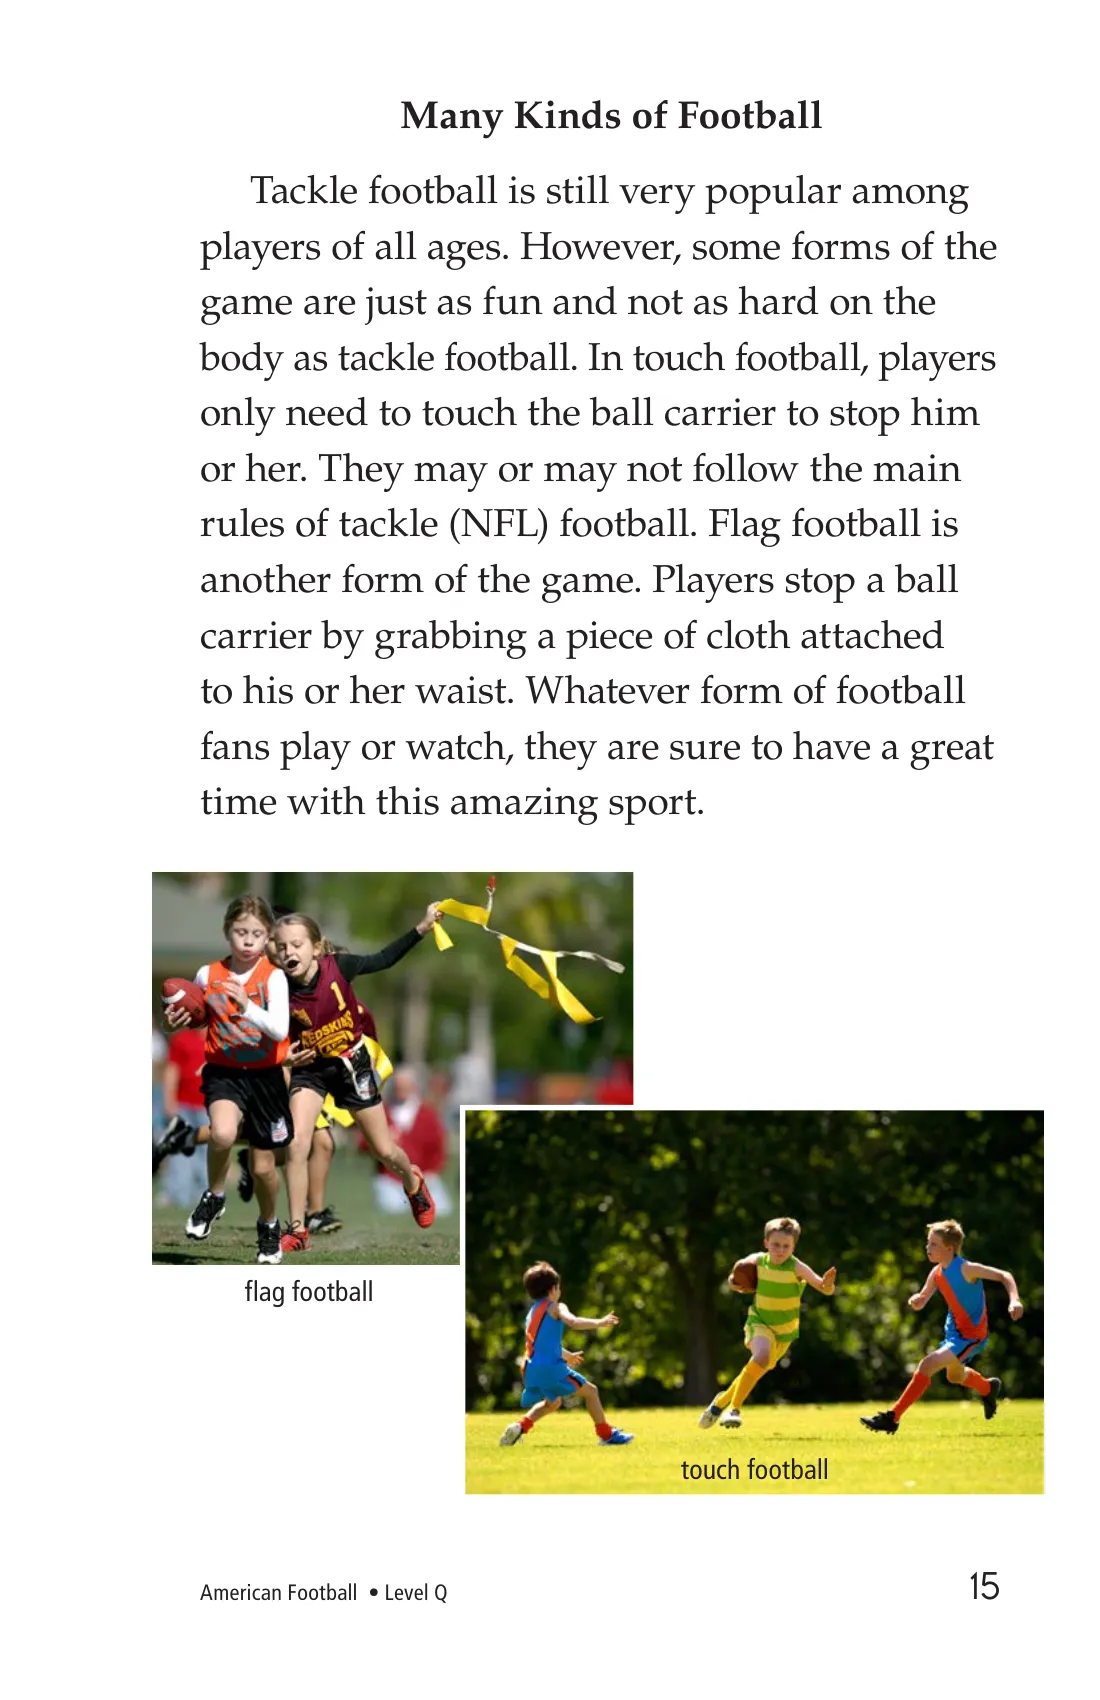 Many Kinds of Football
Tackle football is still very popular among
players of all ages. However, some forms of the
game are just as fun and not as hard on the
body as tackle football. In touch football, players
only need to touch the ball carrier to stop him
or her. They may or may not follow the main
rules of tackle (NFL) football. Flag football is
another form of the game. Players stop a ball
carrier by grabbing a piece of cloth attached
to his or her waist. Whatever form of football
fans play or watch, they are sure to have a great
time with this amazing sport.
1
REDSKINS
flag football
touch football
American Football • Level Q
15